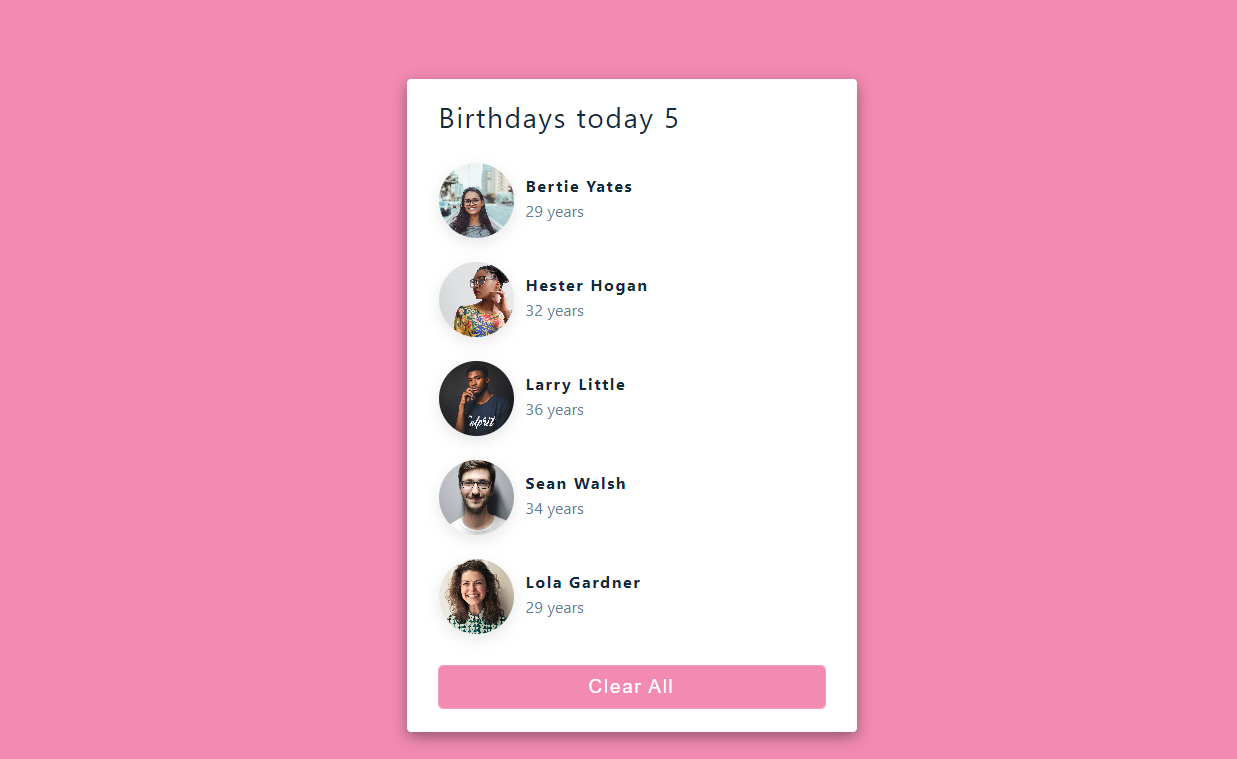 Birthdays today 5
Bertie Yates
29 years
Hester Hogan
32 years
Larry Little
36 years
Sean Walsh
34 years
Lola Gardner
29 years
Clear All